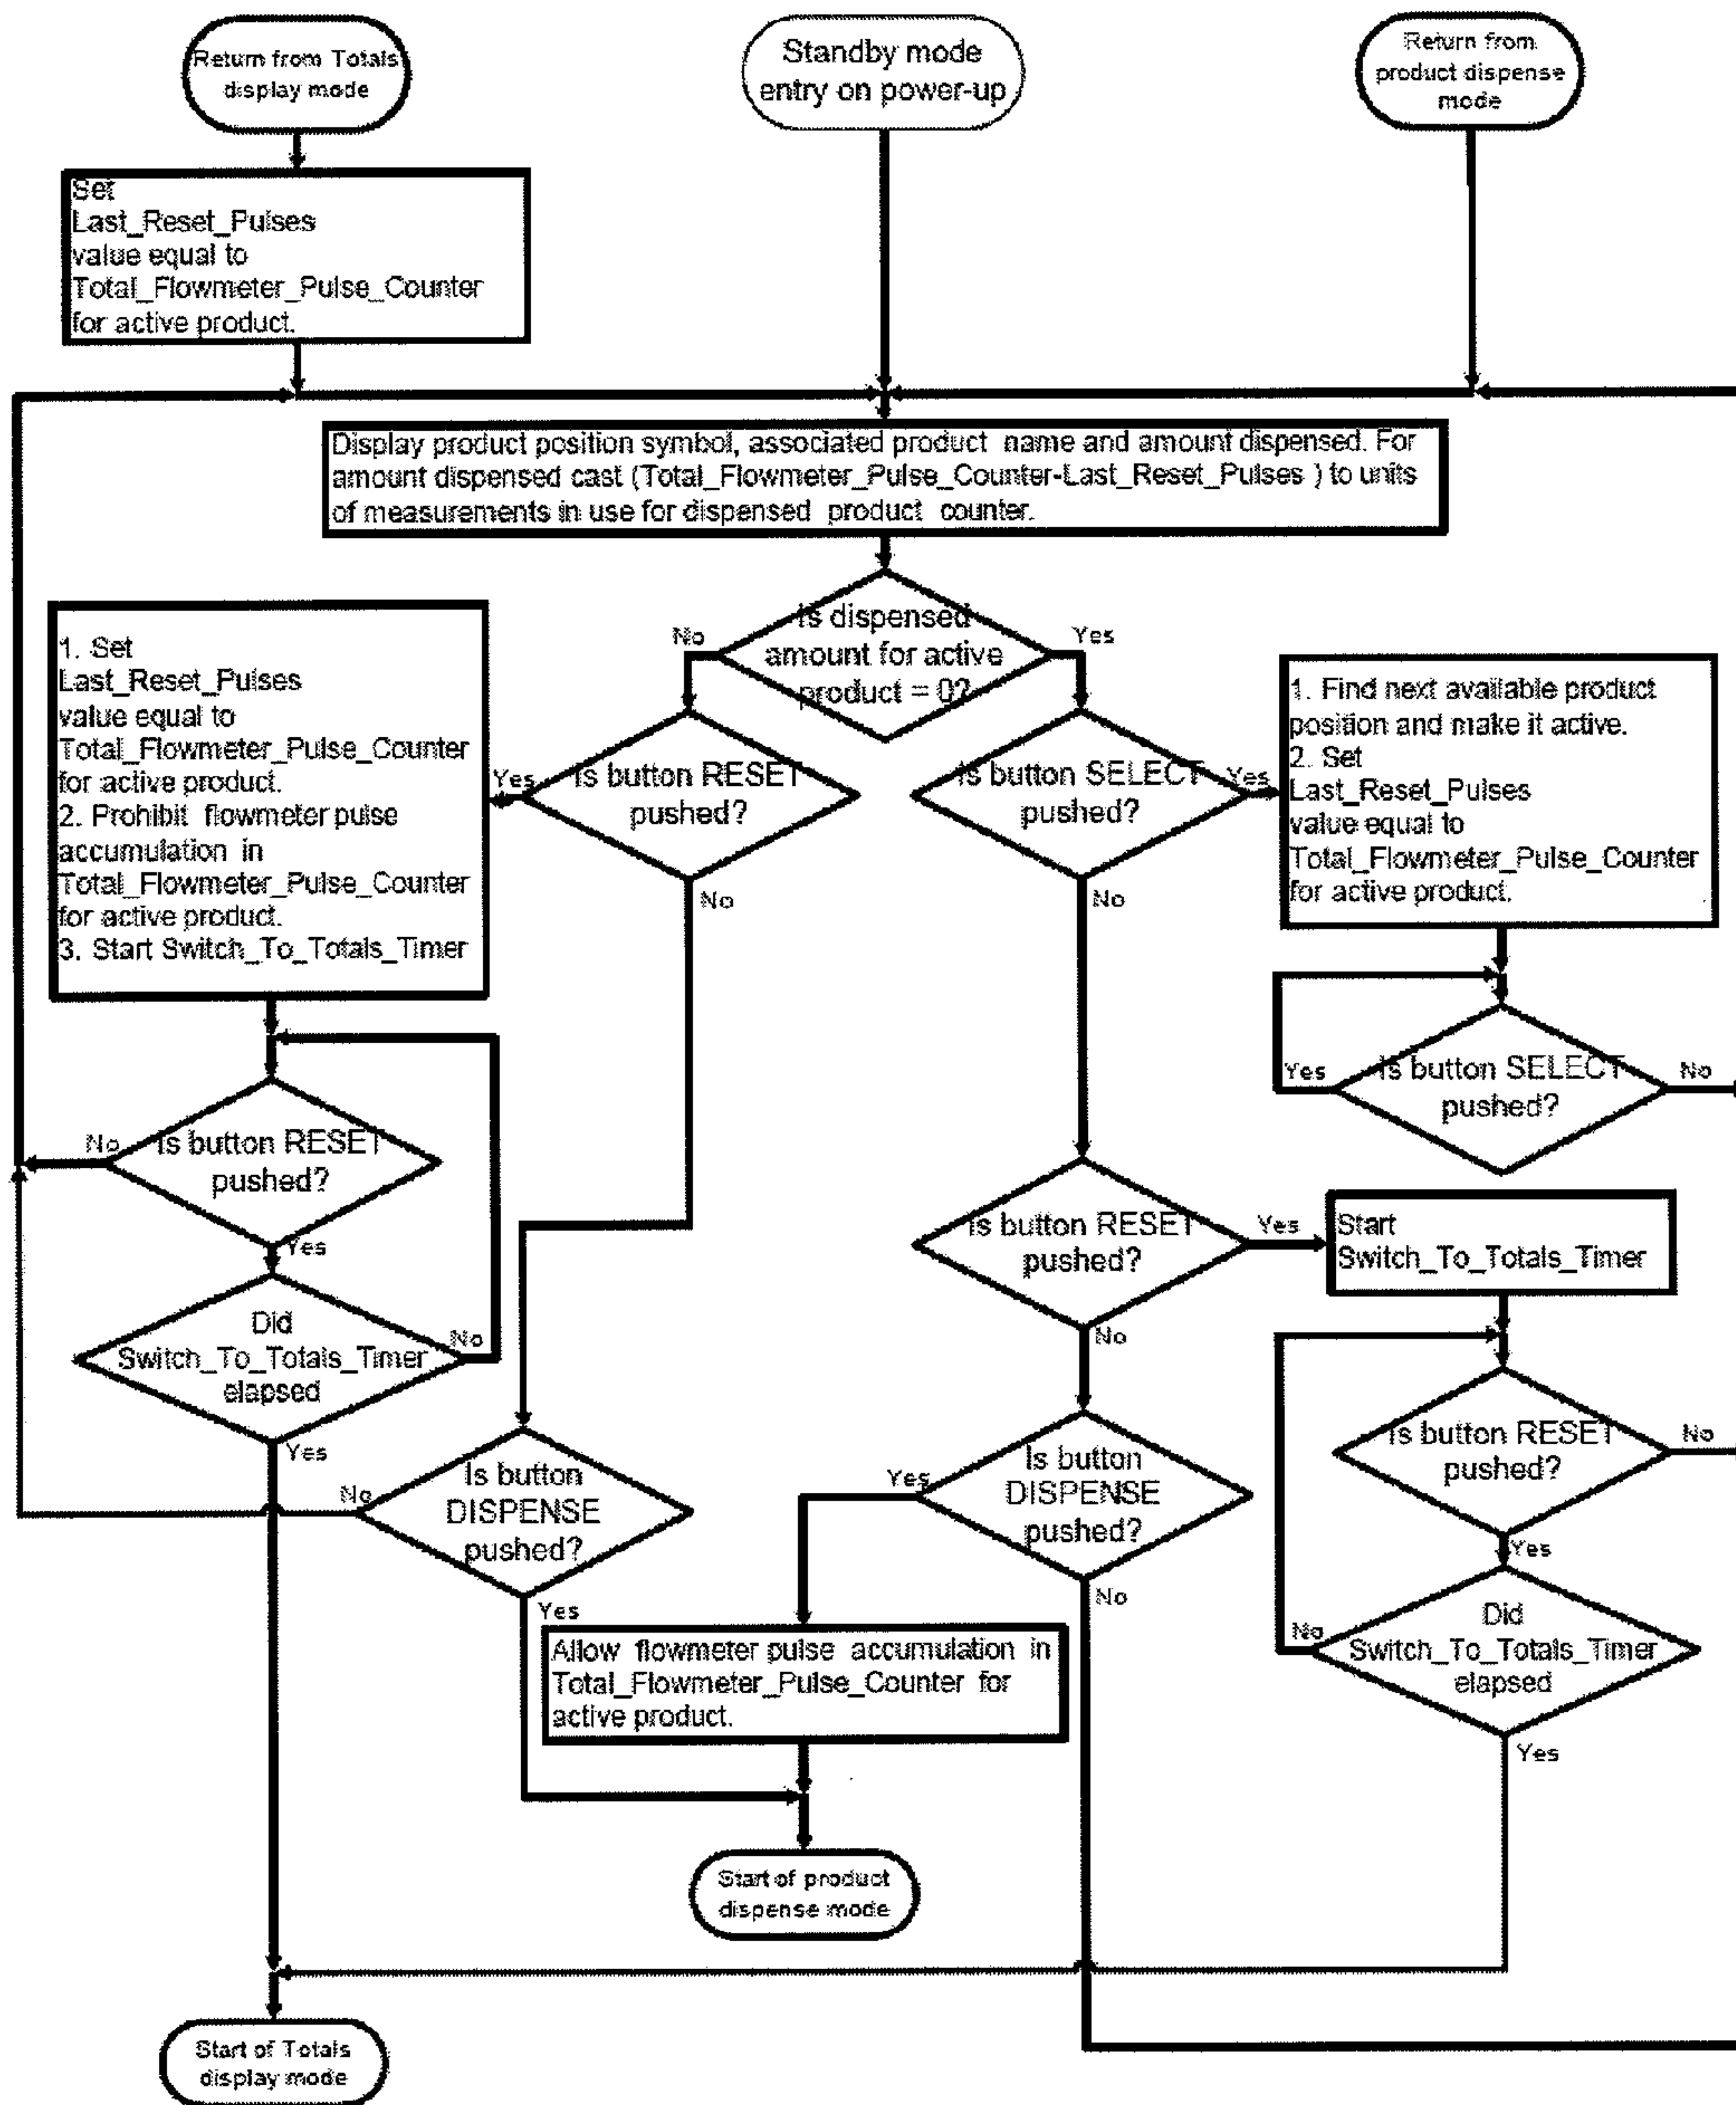 Return from Totals
display mode
Standby mode
entry on power-up
Return from
product dispense
mode
Set
Last_Reset_Pulses
value equal to
Total_Flowmeter_Pulse_Counter
for active product.
Display product position symbol, associated product name and amount dispensed. For
amount dispensed cast (Total_Flowmeter_Pulse_Counter-Last_Reset_Pulses ) to units
of measurements in use for dispensed product counter.
Is dispensed
amount for active
product = 0?
No
Yes
1. Set
Last_Reset_Pulses
value equal to
Total_Flowmeter_Pulse_Counter
for active product.
2. Prohibit flowmeter pulse
accumulation in
Total_Flowmeter_Pulse_Counter
for active product.
3. Start Switch_To_Totals_Timer
Yes
Is button RESET
pushed?
No
Is button SELECT
pushed?
Yes
No
1. Find next available product
position and make it active.
2. Set
Last_Reset_Pulses
value equal to
Total_Flowmeter_Pulse_Counter
for active product.
Yes
Is button SELECT
pushed?
No
No
Is button RESET
pushed?
Yes
Is button RESET
pushed?
Yes
No
Start
Switch_To_Totals_Timer
Did
Switch_To_Totals_Timer
elapsed
No
Yes
Is button RESET
pushed?
No
Yes
No
Is button
DISPENSE
pushed?
Yes
Yes
Is button
DISPENSE
pushed?
No
Did
Switch_To_Totals_Timer
elapsed
No
Yes
Allow flowmeter pulse accumulation in
Total_Flowmeter_Pulse_Counter for
active product.
Start of product
dispense mode
Start of Totals
display mode